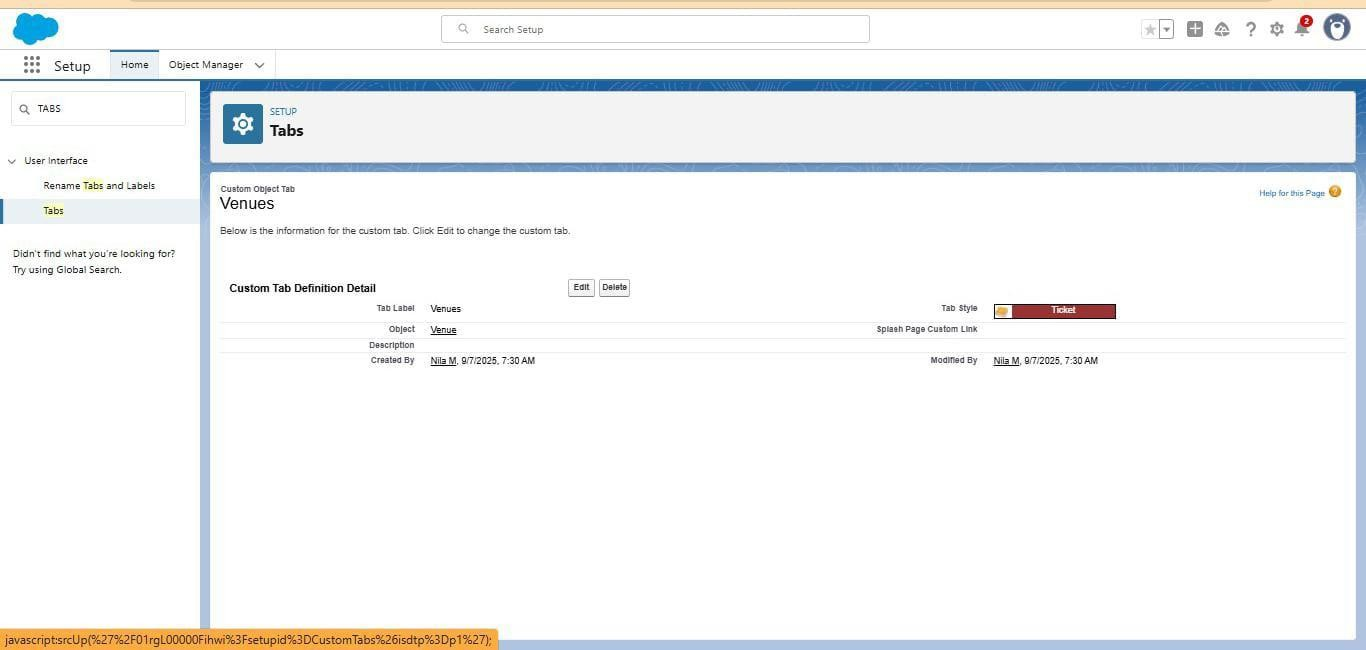 Search Setup
2
Setup
Home
Object Manager
TABS
User Interface
Rename Tabs and Labels
Tabs
Didn't find what you're looking for?
Try using Global Search.
SETUP
Tabs
Custom Object Tab
Venues
Help for this Page
Below is the information for the custom tab. Click Edit to change the custom tab.
Custom Tab Definition Detail
Edit
Delete
Tab Label Venues Tab Style Ticket
Object Venue Splash Page Custom Link
Description
Created By Nila M, 9/7/2025, 7:30 AM Modified By Nila M, 9/7/2025, 7:30 AM
javascript:srcUp(%27%2F01rgL00000Fihwi%3Fsetupid%3DCustomTabs%26isdtp%3Dp1%27);